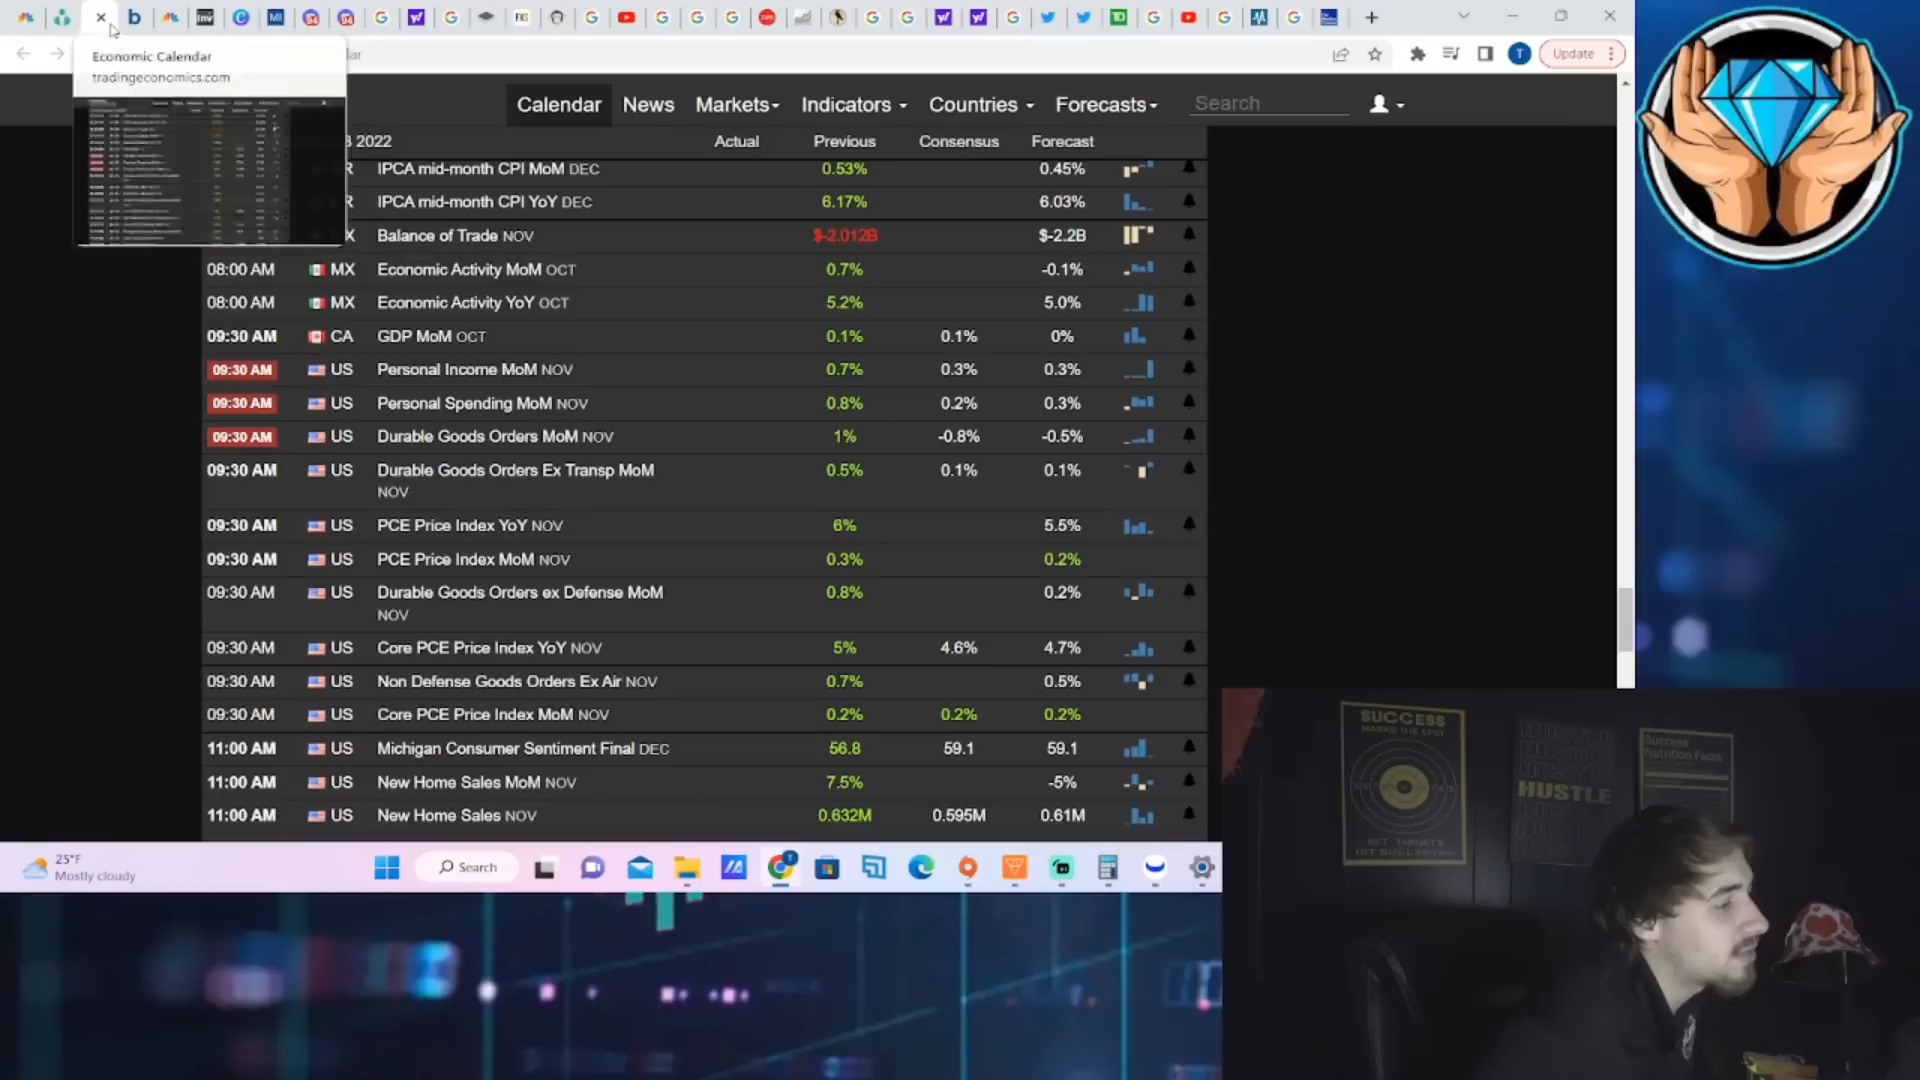 Economic Calendar
tradingeconomics.com
dar
T
Update
Calendar
News
Markets
Indicators
Countries
Forecasts
Search
2022
Actual
Previous
Consensus
Forecast
R IPCA mid-month CPI MoM DEC 0.53% 0.45%
R IPCA mid-month CPI YoY DEC 6.17% 6.03%
X Balance of Trade NOV $-2.012B $-2.2B
08:00 AM MX Economic Activity MoM OCT 0.7% -0.1%
08:00 AM MX Economic Activity YoY OCT 5.2% 5.0%
09:30 AM CA GDP MoM OCT 0.1% 0.1% 0%
09:30 AM US Personal Income MoM NOV 0.7% 0.3% 0.3%
09:30 AM US Personal Spending MoM NOV 0.8% 0.2% 0.3%
09:30 AM US Durable Goods Orders MoM NOV 1% -0.8% -0.5%
09:30 AM US Durable Goods Orders Ex Transp MoM 0.5% 0.1% 0.1%
NOV
09:30 AM US PCE Price Index YoY NOV 6% 5.5%
09:30 AM US PCE Price Index MoM NOV 0.3% 0.2%
09:30 AM US Durable Goods Orders ex Defense MoM 0.8% 0.2%
NOV
09:30 AM US Core PCE Price Index YoY NOV 5% 4.6% 4.7%
09:30 AM US Non Defense Goods Orders Ex Air NOV 0.7% 0.5%
09:30 AM US Core PCE Price Index MoM NOV 0.2% 0.2% 0.2%
11:00 AM US Michigan Consumer Sentiment Final DEC 56.8 59.1 59.1
11:00 AM US New Home Sales MoM NOV 7.5% -5%
11:00 AM US New Home Sales NOV 0.632M 0.595M 0.61M
25°F
Mostly cloudy
Search
SUCCESS
MARKS THE SPOT
SET TARGETS
HIT BULLSEYES
HUSTLE
Success
Nutrition Facts